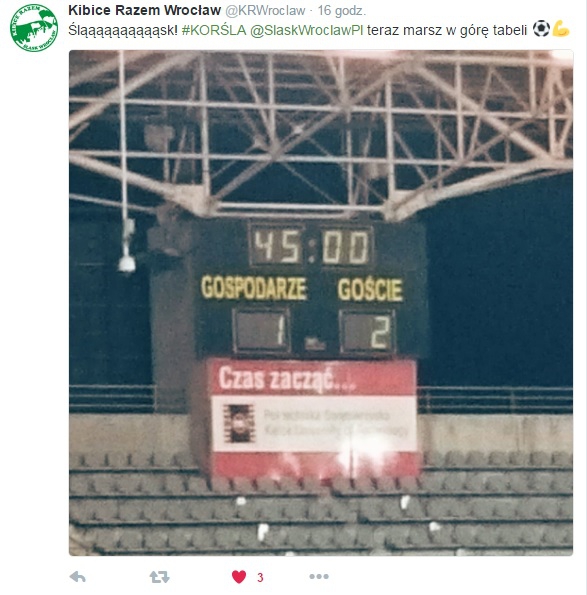 Kibice Razem Wrocław @KRWroclaw · 16 godz.
Śląąąąąąąąąąsk! #KORŚLA @SlaskWroclawPl teraz marsz w górę tabeli ⚽💪
45:00
GOSPODARZE GOŚCIE
1 2
Czas zacząć...
3